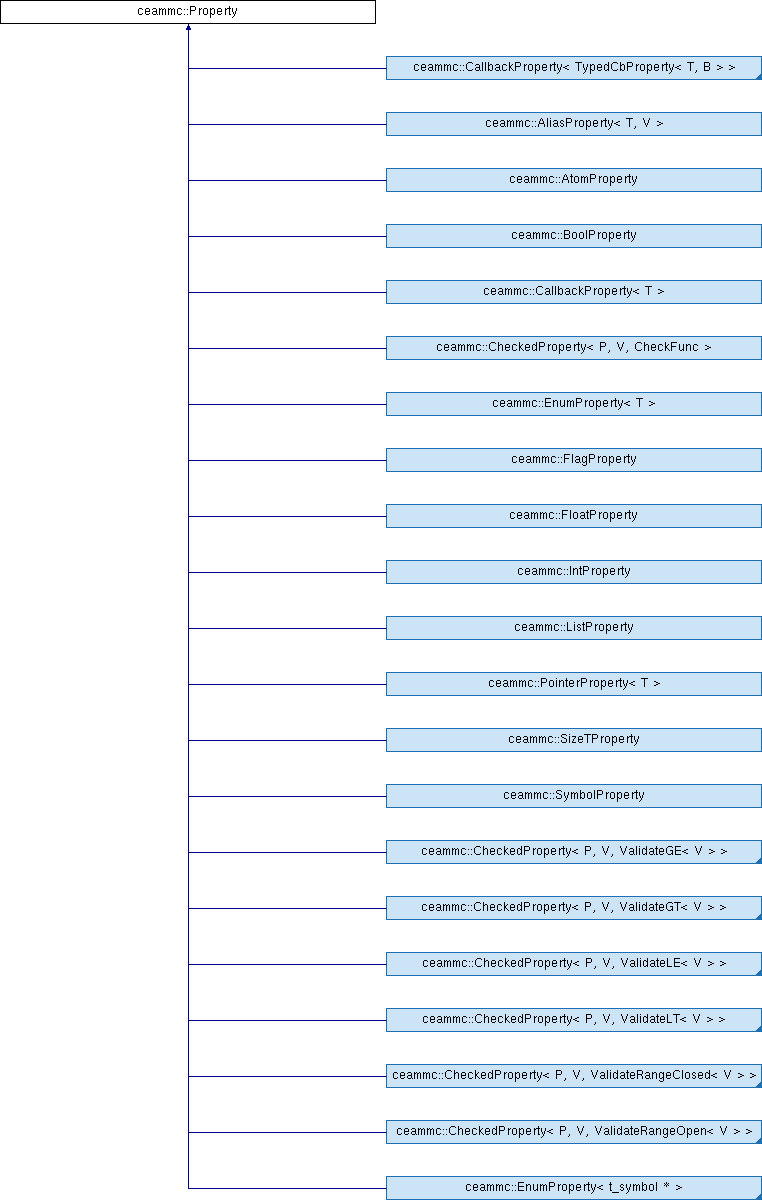 ceammc::Property
ceammc::CallbackProperty< TypedCbProperty< T, B > >
ceammc::AliasProperty< T, V >
ceammc::AtomProperty
ceammc::BoolProperty
ceammc::CallbackProperty< T >
ceammc::CheckedProperty< P, V, CheckFunc >
ceammc::EnumProperty< T >
ceammc::FlagProperty
ceammc::FloatProperty
ceammc::IntProperty
ceammc::ListProperty
ceammc::PointerProperty< T >
ceammc::SizeTProperty
ceammc::SymbolProperty
ceammc::CheckedProperty< P, V, ValidateGE< V > >
ceammc::CheckedProperty< P, V, ValidateGT< V > >
ceammc::CheckedProperty< P, V, ValidateLE< V > >
ceammc::CheckedProperty< P, V, ValidateLT< V > >
ceammc::CheckedProperty< P, V, ValidateRangeClosed< V > >
ceammc::CheckedProperty< P, V, ValidateRangeOpen< V > >
ceammc::EnumProperty< t_symbol * >